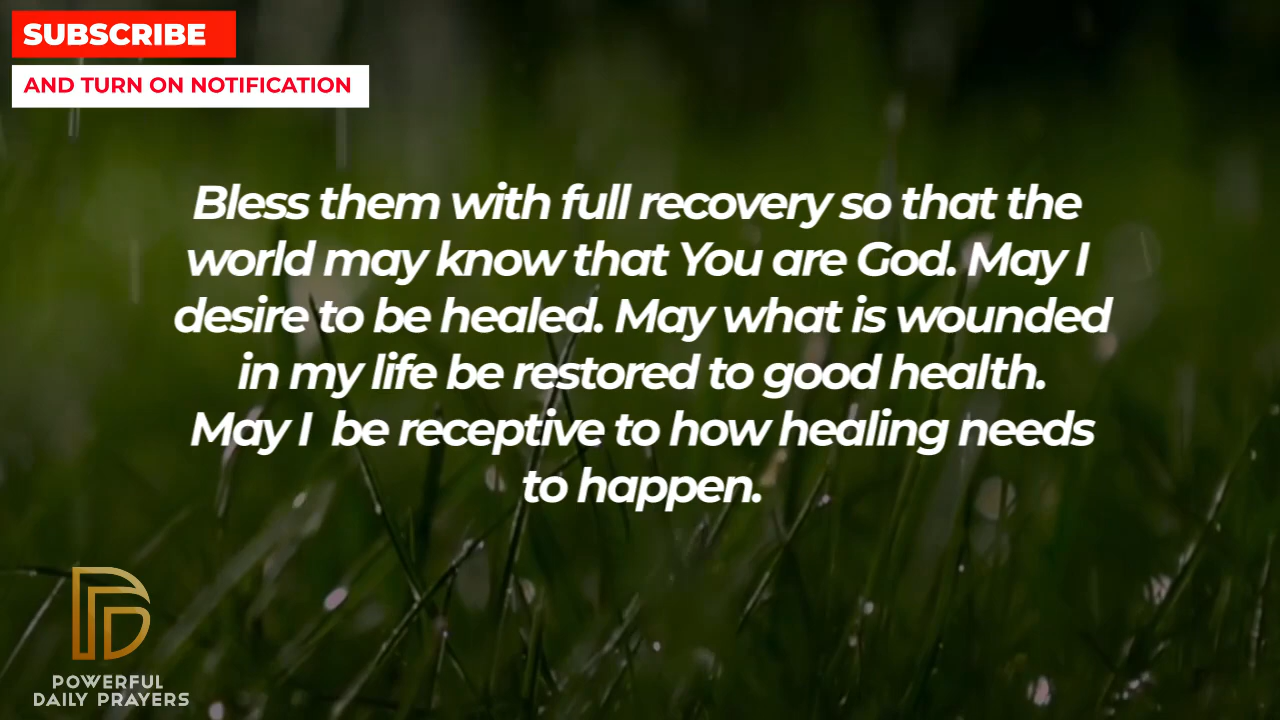 SUBSCRIBE
AND TURN ON NOTIFICATION
Bless them with full recovery so that the
world may know that You are God. May I
desire to be healed. May what is wounded
in my life be restored to good health.
May I  be receptive to how healing needs
to happen.
POWERFUL
DAILY PRAYERS